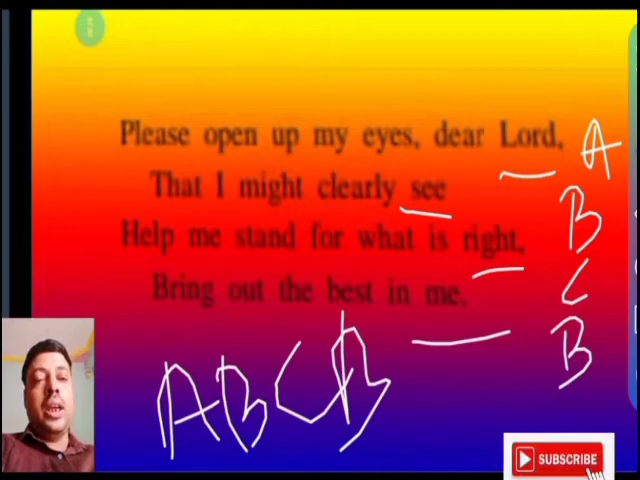 Please open up my eyes, dear Lord, A
That I might clearly see B
Help me stand for what is right, C
Bring out the best in me. B
ABCB
SUBSCRIBE